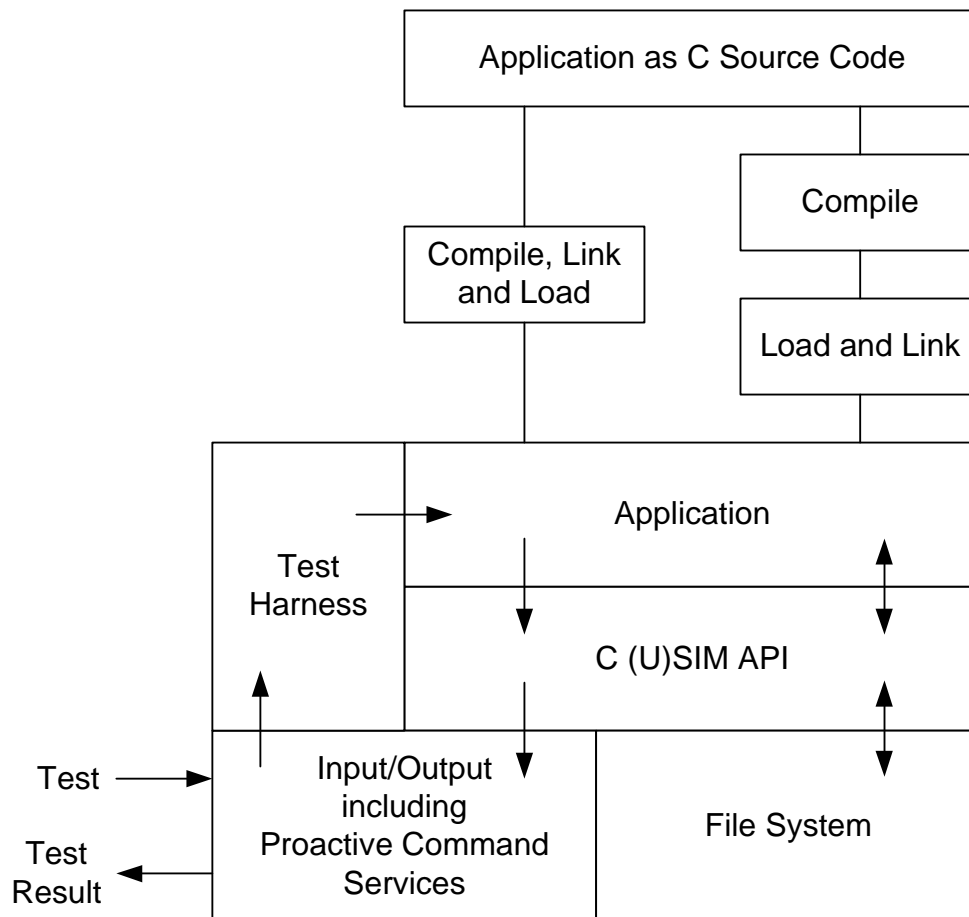 Application as C Source Code
Compile
Compile, Link
and Load
Load and Link
Application
Test
Harness
C (U)SIM API
Test
Input/Output
including
Proactive Command
Services
File System
Test
Result